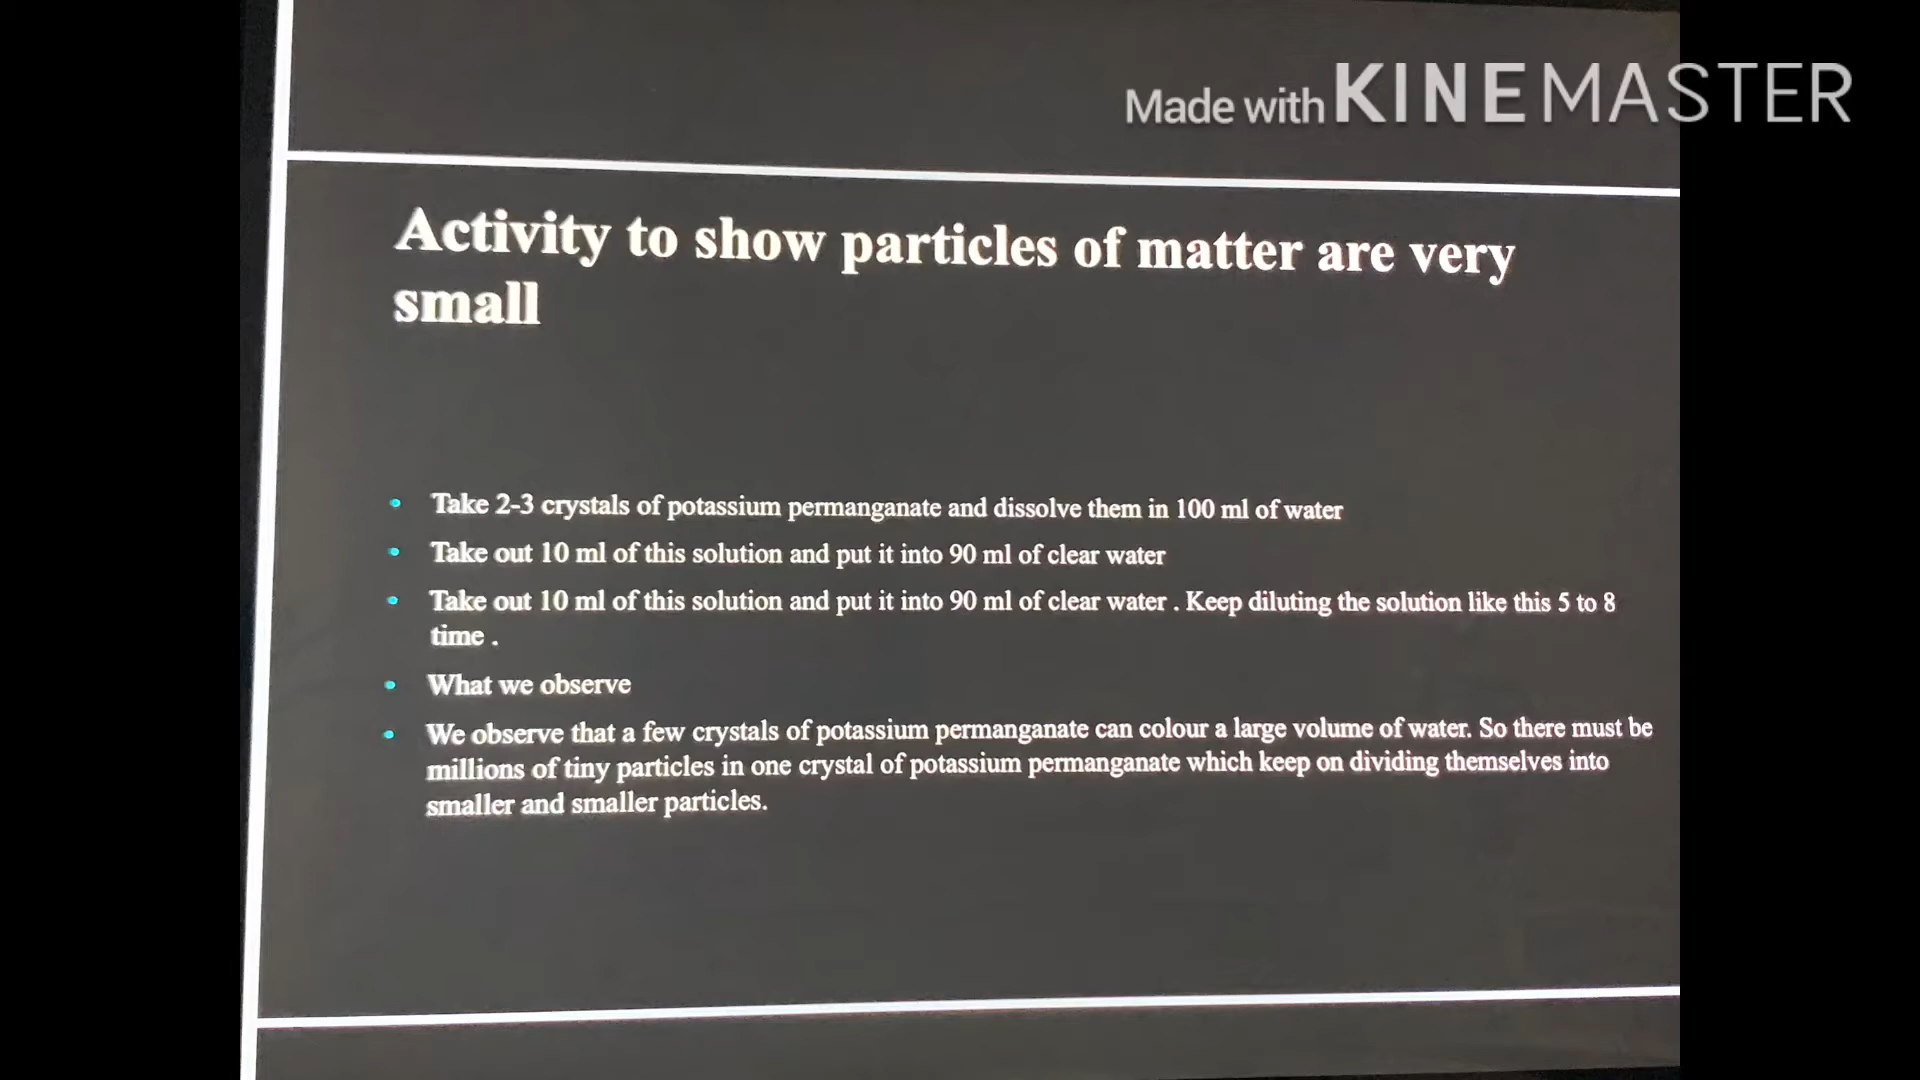 Made with KINEMASTER
Activity to show particles of matter are very
small
• Take 2-3 crystals of potassium permanganate and dissolve them in 100 ml of water
• Take out 10 ml of this solution and put it into 90 ml of clear water
• Take out 10 ml of this solution and put it into 90 ml of clear water . Keep diluting the solution like this 5 to 8
time .
• What we observe
• We observe that a few crystals of potassium permanganate can colour a large volume of water. So there must be
millions of tiny particles in one crystal of potassium permanganate which keep on dividing themselves into
smaller and smaller particles.